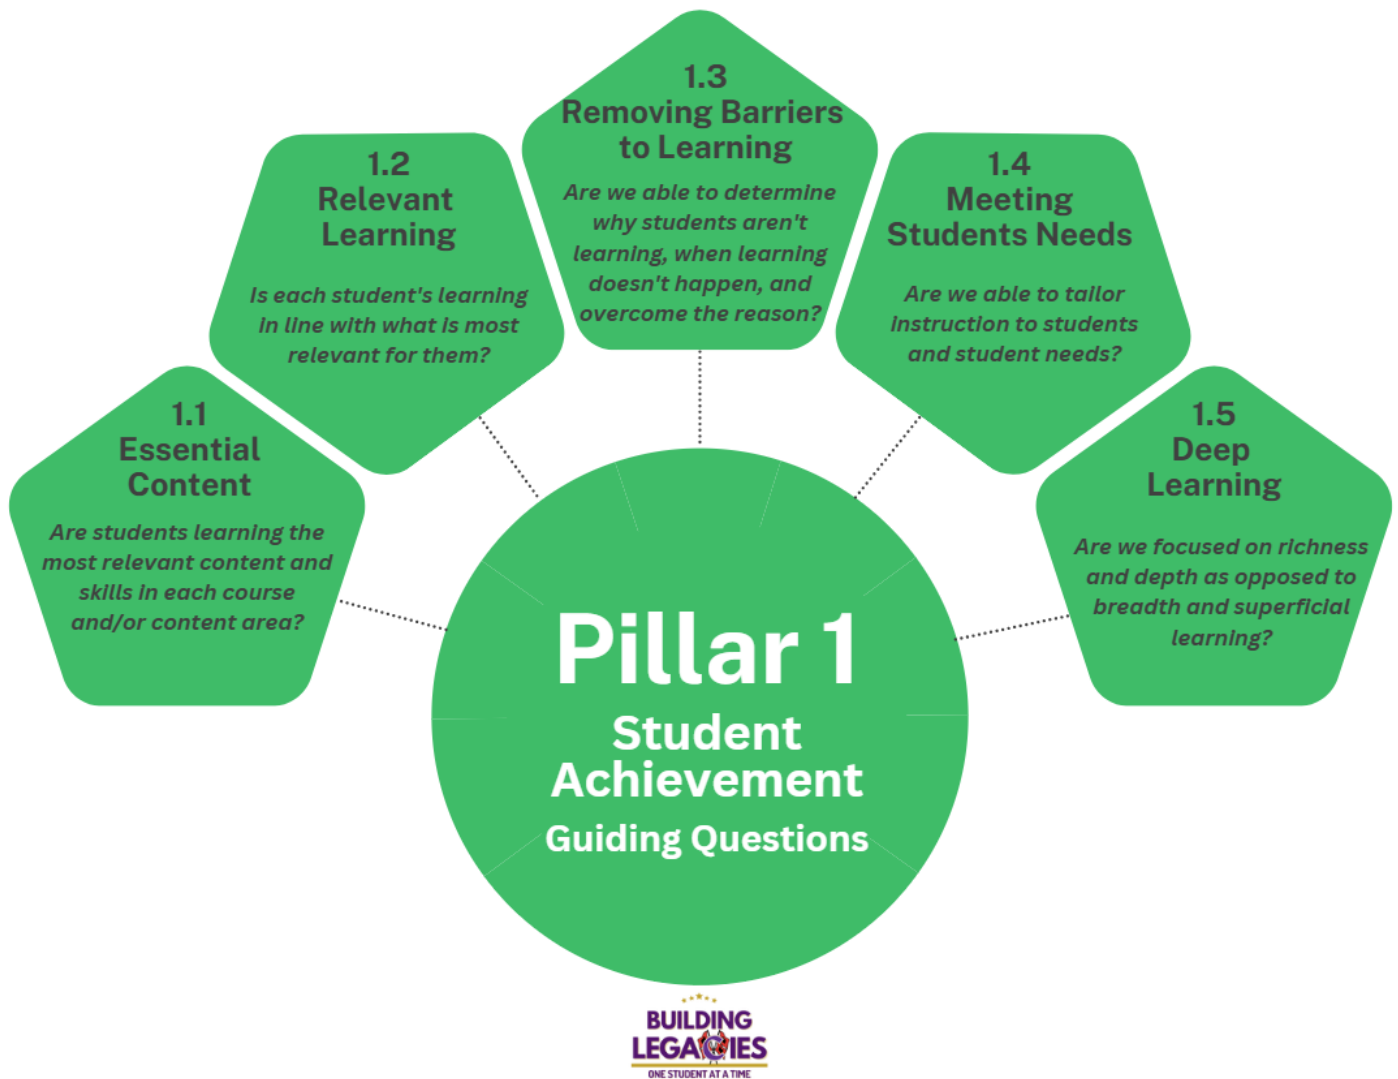 1.3
Removing Barriers
to Learning
Are we able to determine
why students aren't
learning, when learning
doesn't happen, and
overcome the reason?
1.2
Relevant
Learning
Is each student's learning
in line with what is most
relevant for them?
1.4
Meeting
Students Needs
Are we able to tailor
instruction to students
and student needs?
1.1
Essential
Content
Are students learning the
most relevant content and
skills in each course
and/or content area?
1.5
Deep
Learning
Are we focused on richness
and depth as opposed to
breadth and superficial
learning?
Pillar 1
Student
Achievement
Guiding Questions
BUILDING
LEGACIES
ONE STUDENT AT A TIME